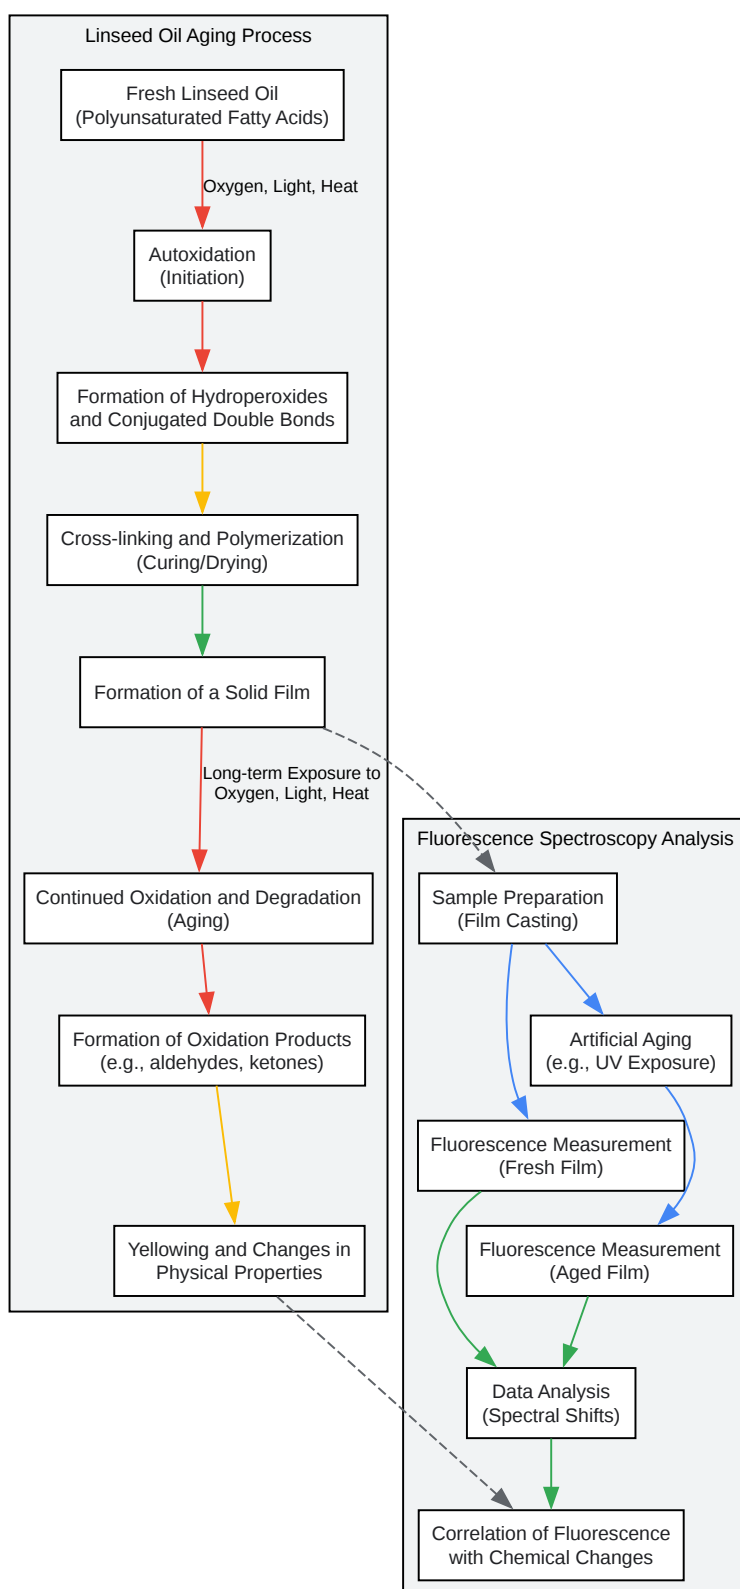 Linseed Oil Aging Process
Fresh Linseed Oil
(Polyunsaturated Fatty Acids)
Oxygen, Light, Heat
Autoxidation
(Initiation)
Formation of Hydroperoxides
and Conjugated Double Bonds
Cross-linking and Polymerization
(Curing/Drying)
Formation of a Solid Film
Long-term Exposure to
Oxygen, Light, Heat
Continued Oxidation and Degradation
(Aging)
Formation of Oxidation Products
(e.g., aldehydes, ketones)
Yellowing and Changes in
Physical Properties
Fluorescence Spectroscopy Analysis
Sample Preparation
(Film Casting)
Artificial Aging
(e.g., UV Exposure)
Fluorescence Measurement
(Fresh Film)
Fluorescence Measurement
(Aged Film)
Data Analysis
(Spectral Shifts)
Correlation of Fluorescence
with Chemical Changes